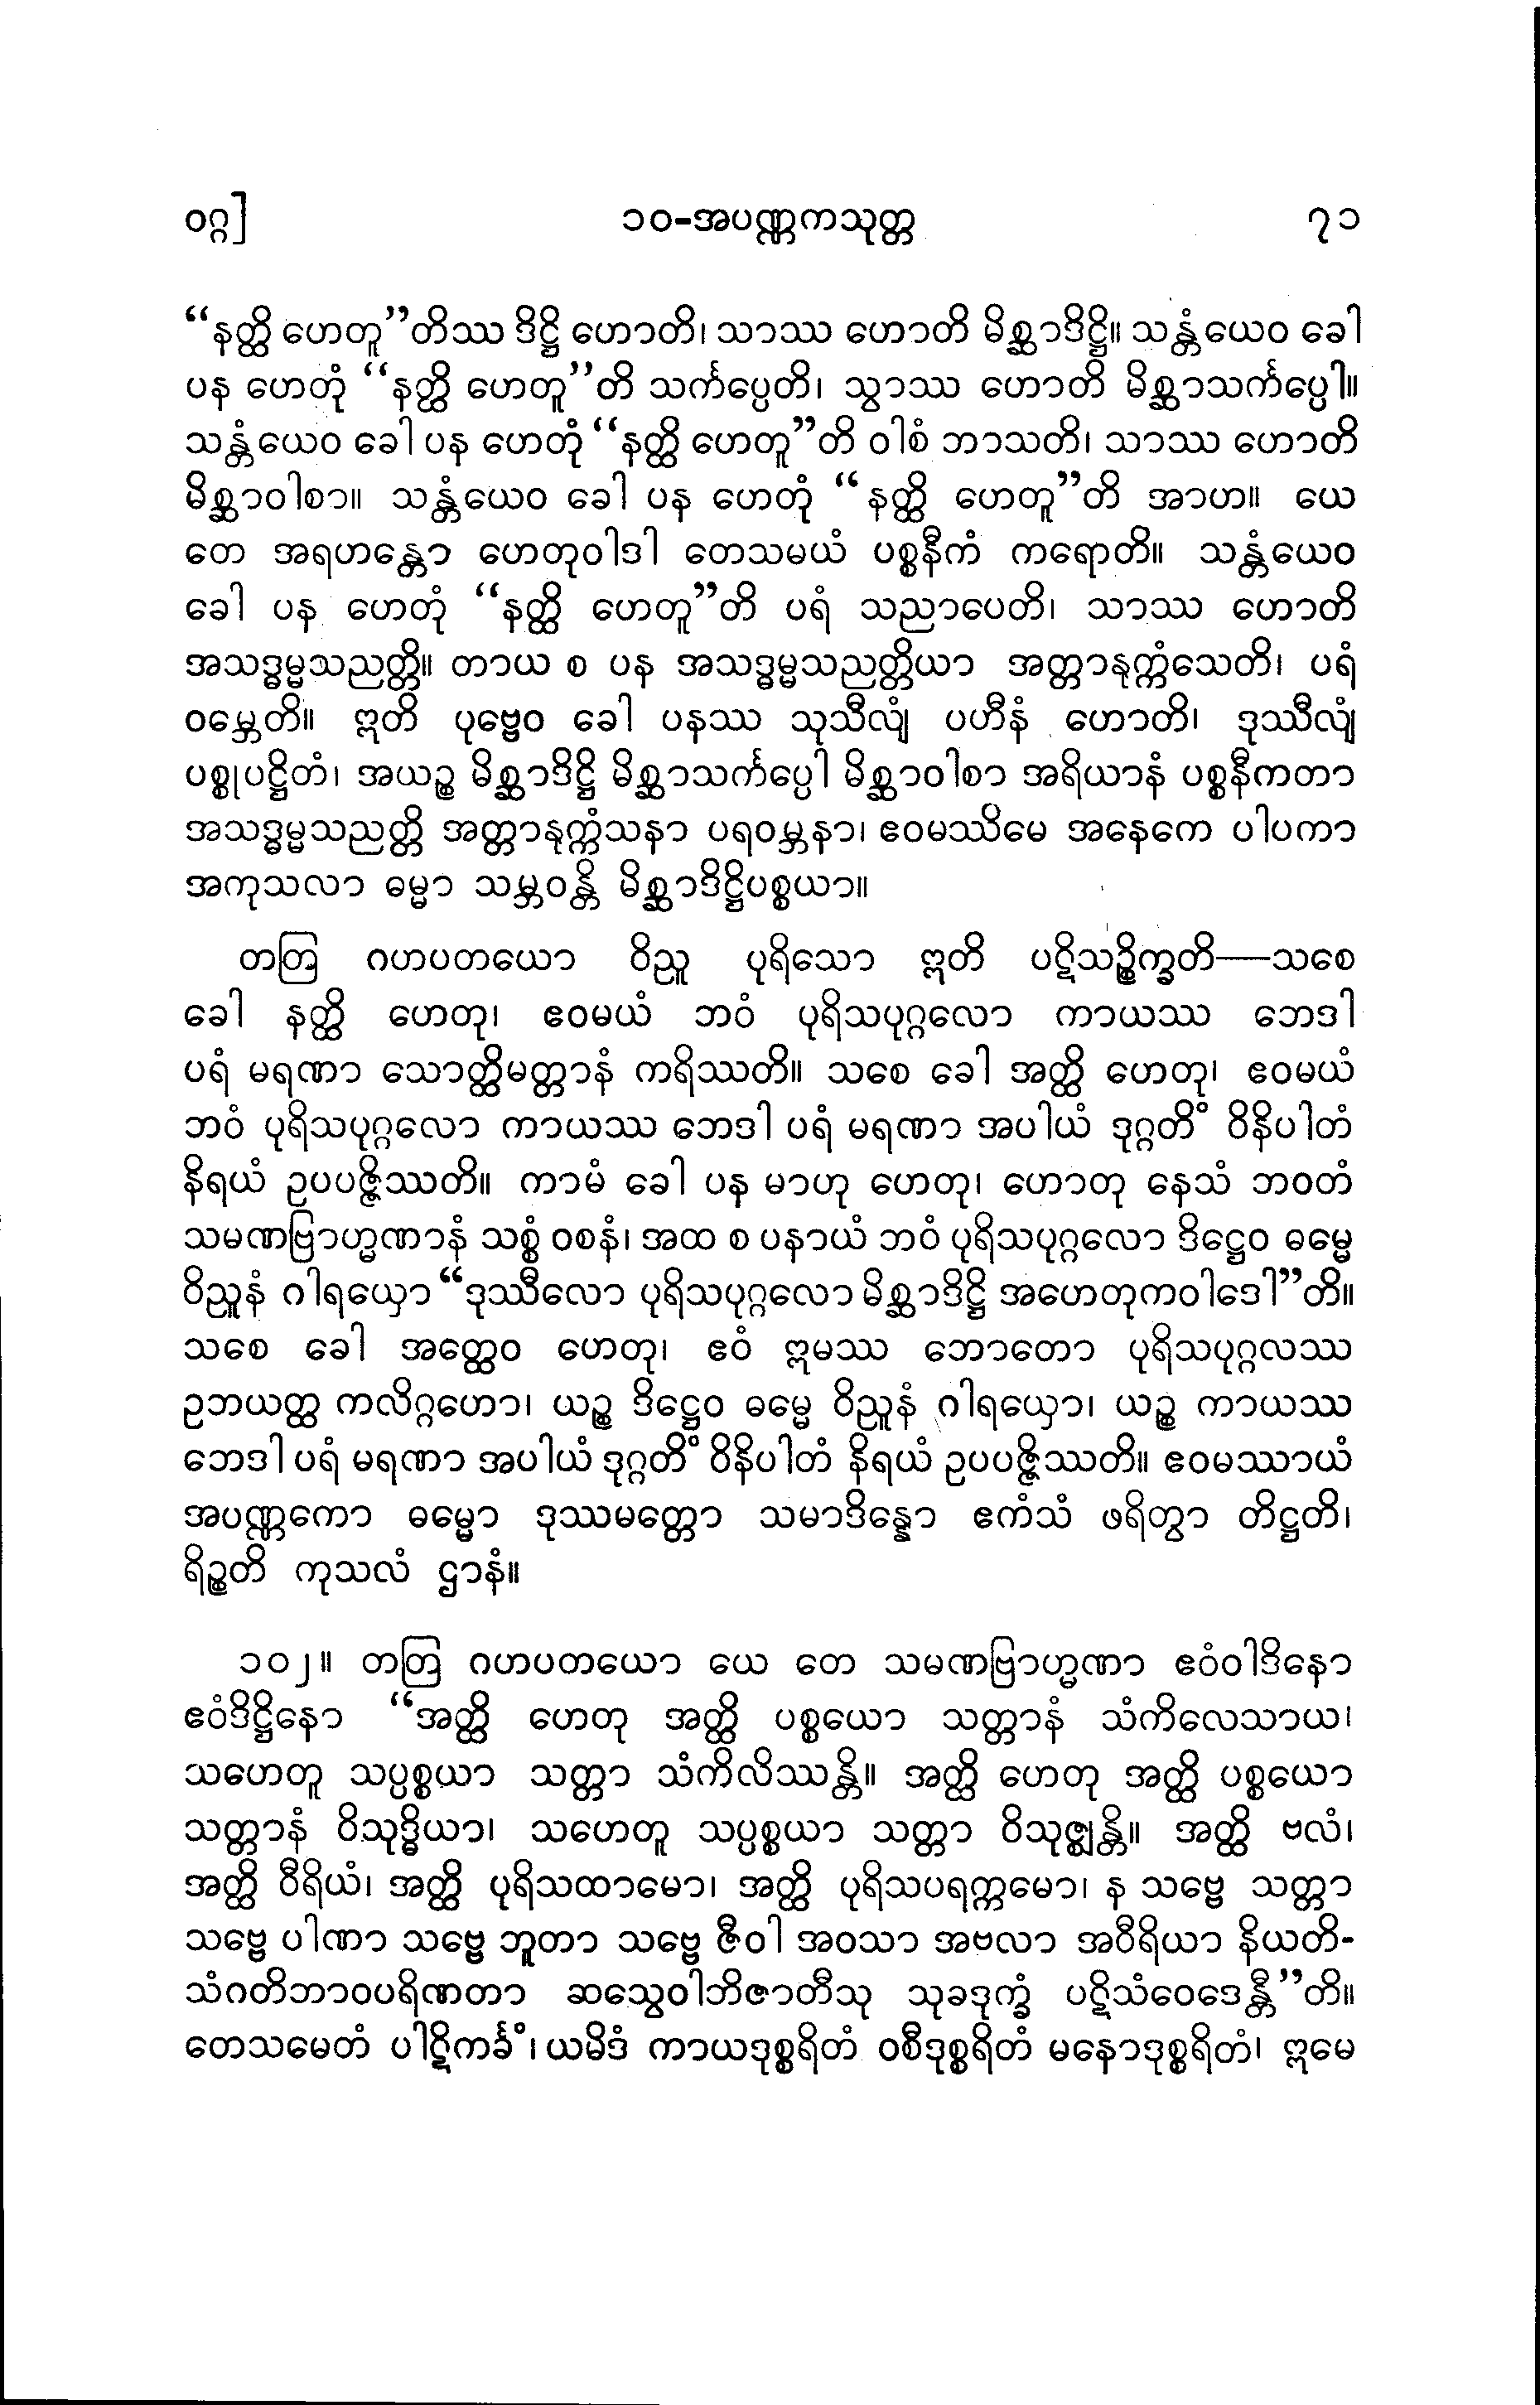 ဝဂ္ဂ] ၁၀-အပဏ္ဏကသုတ္တ ၇၁
“နတ္ထိ ဟေတူ”တိဿ ဒိဋ္ဌိ ဟောတိ၊ သာဿ ဟောတိ မိစ္ဆာဒိဋ္ဌိ။ သန္တံယေဝ ခေါ
ပန ဟေတုံ “နတ္ထိ ဟေတူ”တိ သင်္ကပ္ပေတိ၊ သွာဿ ဟောတိ မိစ္ဆာသင်္ကပ္ပေါ။
သန္တံယေဝ ခေါ ပန ဟေတုံ “နတ္ထိ ဟေတူ”တိ ဝါစံ ဘာသတိ၊ သာဿ ဟောတိ
မိစ္ဆာဝါစာ။ သန္တံယေဝ ခေါ ပန ဟေတုံ “နတ္ထိ ဟေတူ”တိ အာဟ။ ယေ
တေ အရဟန္တော ဟေတုဝါဒါ တေသမယံ ပစ္စနီကံ ကရောတိ။ သန္တံယေဝ
ခေါ ပန ဟေတုံ “နတ္ထိ ဟေတူ”တိ ပရံ သညာပေတိ၊ သာဿ ဟောတိ
အသဒ္ဓမ္မသညတ္တိ။ တာယ စ ပန အသဒ္ဓမ္မသညတ္တိယာ အတ္တာနုက္ကံသေတိ၊ ပရံ
ဝမ္ဘေတိ။ ဣတိ ပုဗ္ဗေဝ ခေါ ပနဿ သုသီလျံ ပဟီနံ ဟောတိ၊ ဒုဿီလျံ
ပစ္စုပဋ္ဌိတံ၊ အယဉ္စ မိစ္ဆာဒိဋ္ဌိ မိစ္ဆာသင်္ကပ္ပေါ မိစ္ဆာဝါစာ အရိယာနံ ပစ္စနီကတာ
အသဒ္ဓမ္မသညတ္တိ အတ္တာနုက္ကံသနာ ပရဝမ္ဘနာ၊ ဧဝမဿိမေ အနေကေ ပါပကာ
အကုသလာ ဓမ္မာ သမ္ဘဝန္တိ မိစ္ဆာဒိဋ္ဌိပစ္စယာ။
တတြ ဂဟပတယော ဝိညူ ပုရိသော ဣတိ ပဋိသဉ္စိက္ခတိ—သစေ
ခေါ နတ္ထိ ဟေတု၊ ဧဝမယံ ဘဝံ ပုရိသပုဂ္ဂလော ကာယဿ ဘေဒါ
ပရံ မရဏာ သောတ္ထိမတ္တာနံ ကရိဿတိ။ သစေ ခေါ အတ္ထိ ဟေတု၊ ဧဝမယံ
ဘဝံ ပုရိသပုဂ္ဂလော ကာယဿ ဘေဒါ ပရံ မရဏာ အပါယံ ဒုဂ္ဂတိံ ဝိနိပါတံ
နိရယံ ဥပပဇ္ဇိဿတိ။ ကာမံ ခေါ ပန မာဟု ဟေတု၊ ဟောတု နေသံ ဘဝတံ
သမဏဗြာဟ္မဏာနံ သစ္စံ ဝစနံ၊ အထ စ ပနာယံ ဘဝံ ပုရိသပုဂ္ဂလော ဒိဋ္ဌေဝ ဓမ္မေ
ဝိညူနံ ဂါရယှော “ဒုဿီလော ပုရိသပုဂ္ဂလော မိစ္ဆာဒိဋ္ဌိ အဟေတုကဝါဒေါ”တိ။
သစေ ခေါ အတ္ထေဝ ဟေတု၊ ဧဝံ ဣမဿ ဘောတော ပုရိသပုဂ္ဂလဿ
ဥဘယတ္ထ ကလိဂ္ဂဟော၊ ယဉ္စ ဒိဋ္ဌေဝ ဓမ္မေ ဝိညူနံ ဂါရယှော၊ ယဉ္စ ကာယဿ
ဘေဒါ ပရံ မရဏာ အပါယံ ဒုဂ္ဂတိံ ဝိနိပါတံ နိရယံ ဥပပဇ္ဇိဿတိ။ ဧဝမဿာယံ
အပဏ္ဏကော ဓမ္မော ဒုဿမတ္တော သမာဒိန္နော ဧကံသံ ဖရိတွာ တိဋ္ဌတိ၊
ရိဉ္စတိ ကုသလံ ဌာနံ။
၁၀၂။ တတြ ဂဟပတယော ယေ တေ သမဏဗြာဟ္မဏာ ဧဝံဝါဒိနော
ဧဝံဒိဋ္ဌိနော “အတ္ထိ ဟေတု အတ္ထိ ပစ္စယော သတ္တာနံ သံကိလေသာယ၊
သဟေတူ သပ္ပစ္စယာ သတ္တာ သံကိလိဿန္တိ။ အတ္ထိ ဟေတု အတ္ထိ ပစ္စယော
သတ္တာနံ ဝိသုဒ္ဓိယာ၊ သဟေတူ သပ္ပစ္စယာ သတ္တာ ဝိသုဇ္ဈန္တိ။ အတ္ထိ ဗလံ၊
အတ္ထိ ဝီရိယံ၊ အတ္ထိ ပုရိသထာမော၊ အတ္ထိ ပုရိသပရက္ကမော၊ န သဗ္ဗေ သတ္တာ
သဗ္ဗေ ပါဏာ သဗ္ဗေ ဘူတာ သဗ္ဗေ ဇီဝါ အဝသာ အဗလာ အဝီရိယာ နိယတိ-
သံဂတိဘာဝပရိဏတာ ဆသွေဝါဘိဇာတီသု သုခဒုက္ခံ ပဋိသံဝေဒေန္တီ”တိ။
တေသမေတံ ပါဋိကင်္ခံ၊ ယမိဒံ ကာယဒုစ္စရိတံ ဝစီဒုစ္စရိတံ မနောဒုစ္စရိတံ၊ ဣမေ